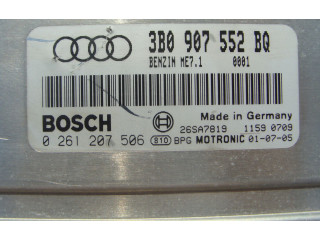 3B0 907 552 BQ
BENZIN ME7.1 0001
BOSCH Made in Germany
26SA7819 1159 0709
0 261 207 506 810 BPG MOTRONIC 01-07-05